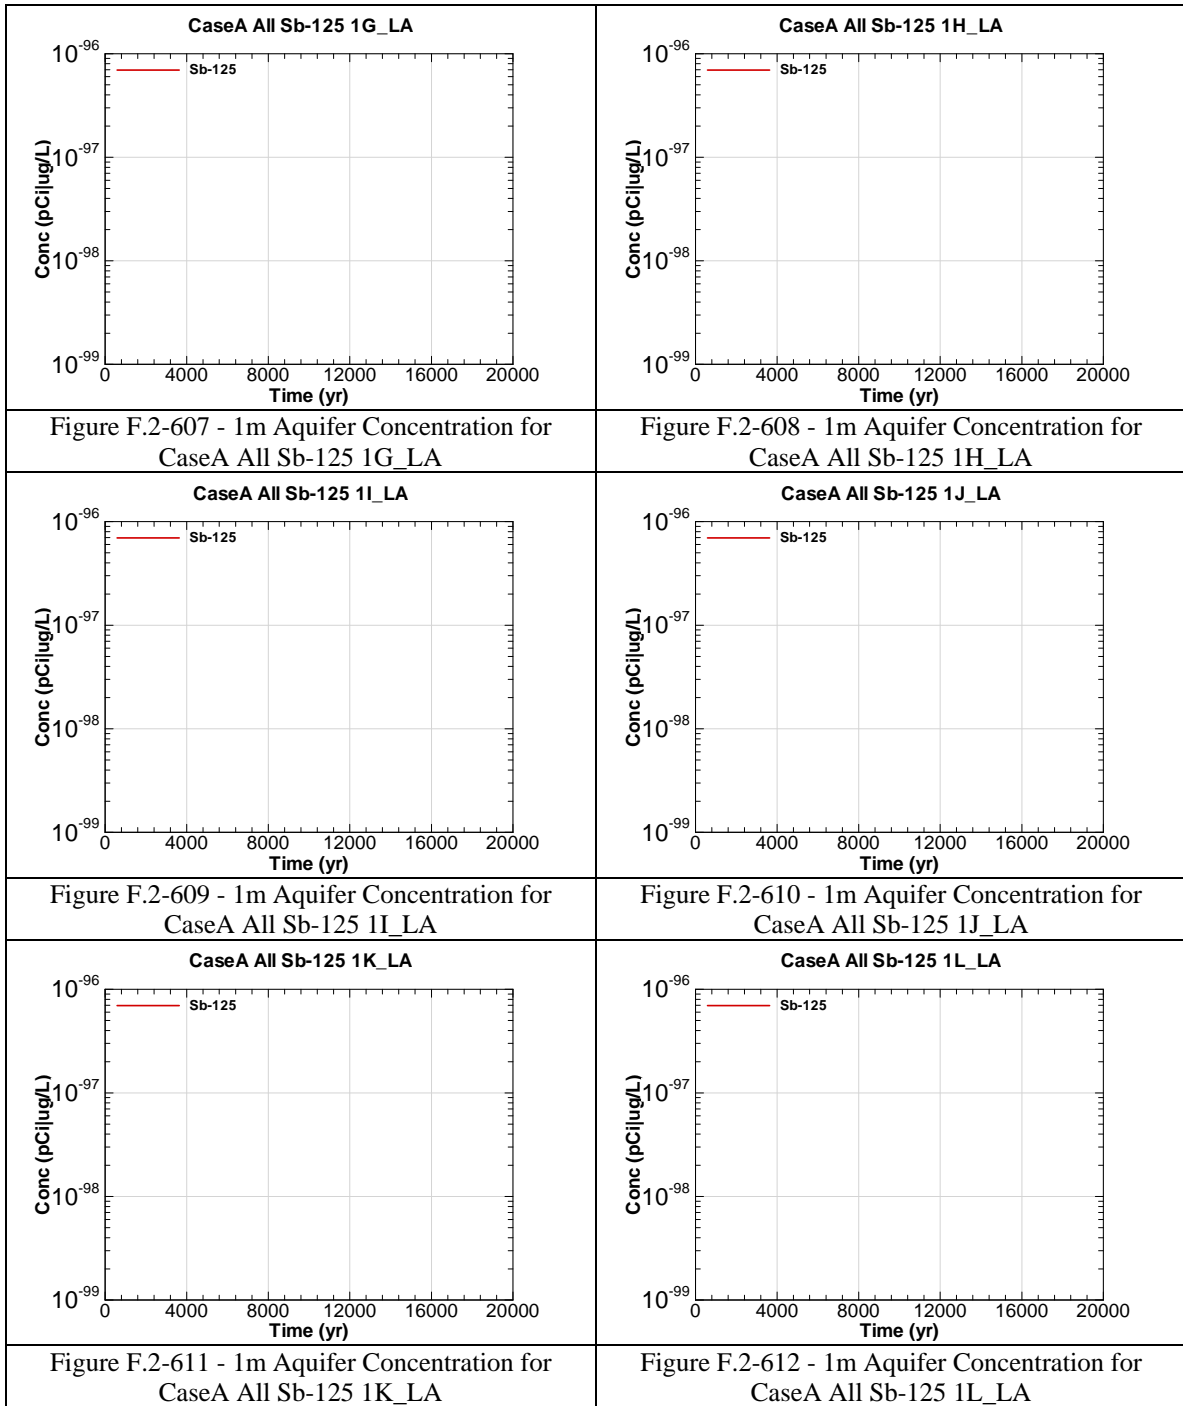 CaseA All Sb-125 1G_LA
10^-96
Sb-125
10^-97
10^-98
10^-99
Conc (pCi|ug/L)
0 4000 8000 12000 16000 20000
Time (yr)
Figure F.2-607 - 1m Aquifer Concentration for
CaseA All Sb-125 1G_LA
CaseA All Sb-125 1H_LA
10^-96
Sb-125
10^-97
10^-98
10^-99
Conc (pCi|ug/L)
0 4000 8000 12000 16000 20000
Time (yr)
Figure F.2-608 - 1m Aquifer Concentration for
CaseA All Sb-125 1H_LA
CaseA All Sb-125 1I_LA
10^-96
Sb-125
10^-97
10^-98
10^-99
Conc (pCi|ug/L)
0 4000 8000 12000 16000 20000
Time (yr)
Figure F.2-609 - 1m Aquifer Concentration for
CaseA All Sb-125 1I_LA
CaseA All Sb-125 1J_LA
10^-96
Sb-125
10^-97
10^-98
10^-99
Conc (pCi|ug/L)
0 4000 8000 12000 16000 20000
Time (yr)
Figure F.2-610 - 1m Aquifer Concentration for
CaseA All Sb-125 1J_LA
CaseA All Sb-125 1K_LA
10^-96
Sb-125
10^-97
10^-98
10^-99
Conc (pCi|ug/L)
0 4000 8000 12000 16000 20000
Time (yr)
Figure F.2-611 - 1m Aquifer Concentration for
CaseA All Sb-125 1K_LA
CaseA All Sb-125 1L_LA
10^-96
Sb-125
10^-97
10^-98
10^-99
Conc (pCi|ug/L)
0 4000 8000 12000 16000 20000
Time (yr)
Figure F.2-612 - 1m Aquifer Concentration for
CaseA All Sb-125 1L_LA